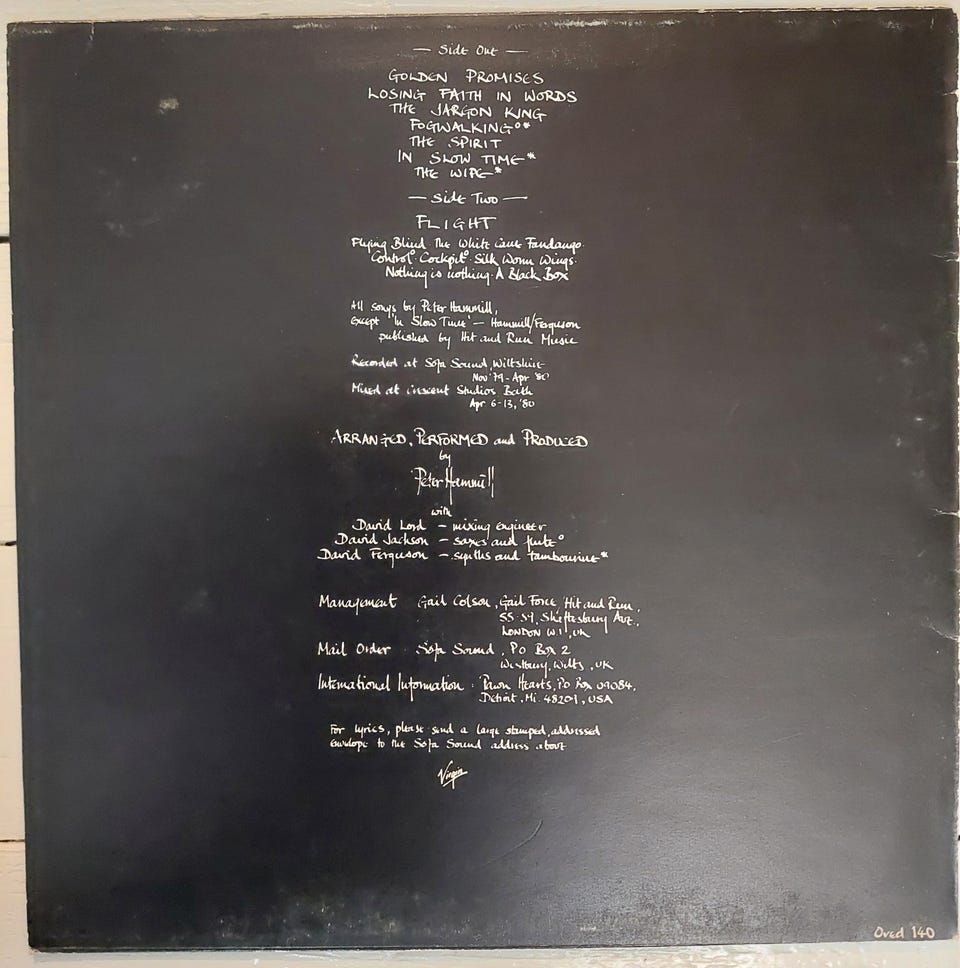 — Side One —
GOLDEN PROMISES
LOSING FAITH IN WORDS
THE JARGON KING
FOGWALKING°*
THE SPIRIT
IN SLOW TIME*
THE WIPE*
— Side Two —
FLIGHT
Flying Blind · The White Cane Fandango ·
Control° · Cockpit° · Silk Worm Wings ·
Nothing is nothing · A Black Box
All songs by Peter Hammill,
Except 'In Slow Time' — Hammill/Ferguson
published by Hit and Run Music
Recorded at Sofa Sound, Wiltshire
Nov '79 - Apr '80
Mixed at Crescent Studios Bath
Apr 6-13, '80
ARRANGED, PERFORMED and PRODUCED
by
Peter Hammill
with
David Lord — mixing engineer
David Jackson — saxes and flute°
David Ferguson — synths and tambourine*
Management Gail Colson, Gail Force Hit and Run,
55-59, Shaftesbury Ave.,
LONDON W.1, UK
Mail Order · Sofa Sound, PO Box 2
Westbury, Wilts, UK
International Information : Pawn Hearts, PO Box 09084,
Detroit, Mi. 48209, USA
For lyrics, please send a large stamped, addressed
envelope to the Sofa Sound address above
Virgin
Oved 140